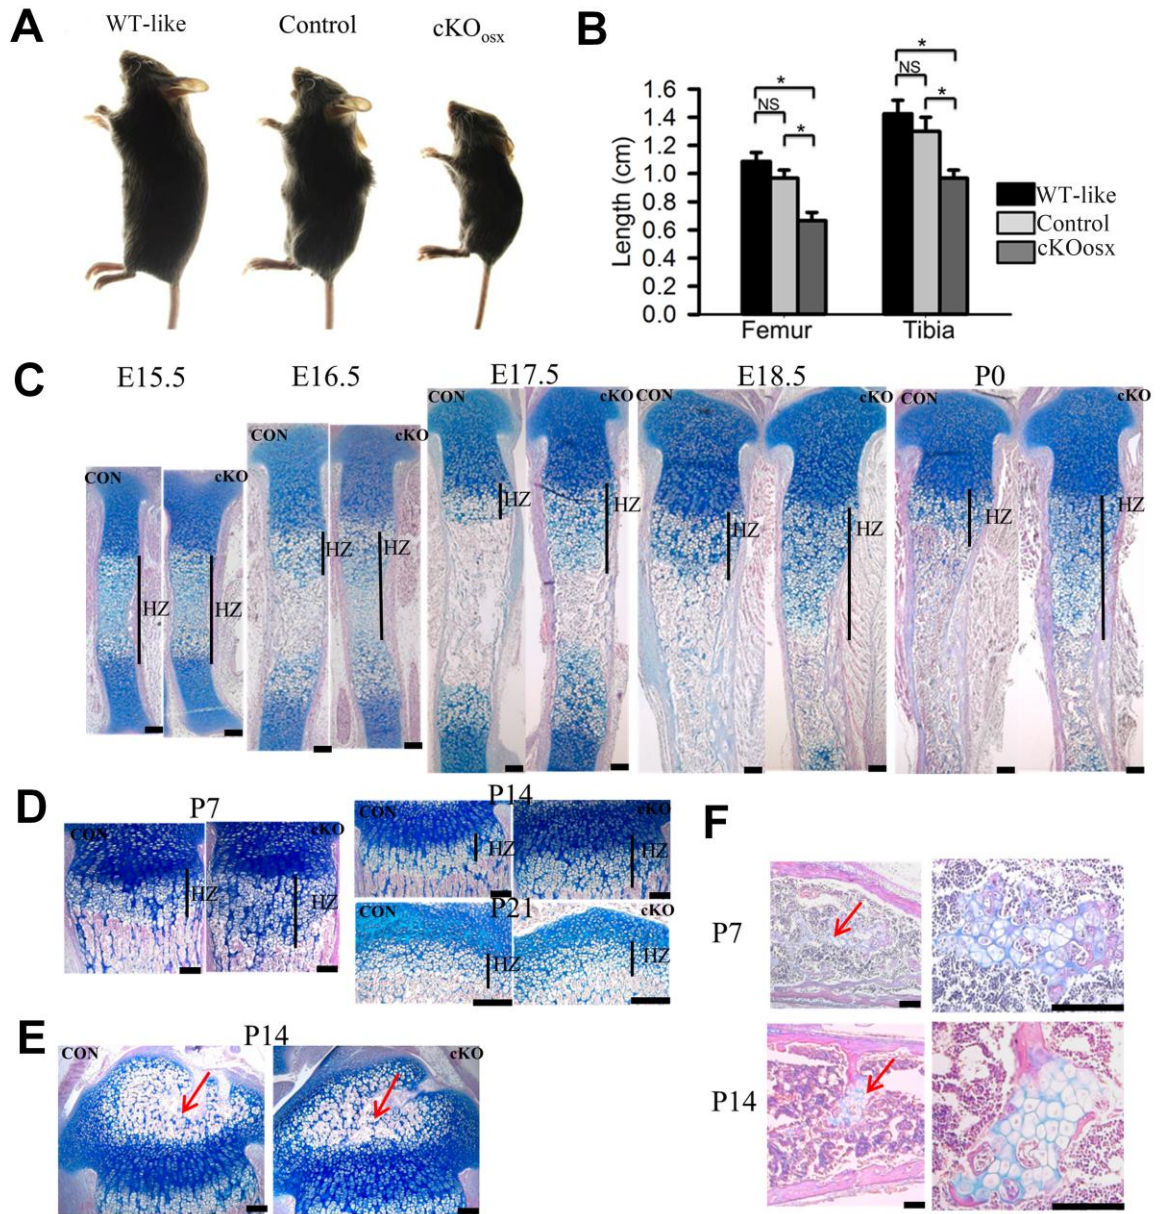 A
WT-like
Control
cKOosx
B
Length (cm)
1.6
1.4
1.2
1.0
0.8
0.6
0.4
0.2
0.0
*
NS
*
*
NS
*
Femur
Tibia
WT-like
Control
cKOosx
C
E15.5
E16.5
E17.5
E18.5
P0
CON
cKO
HZ
HZ
CON
cKO
HZ
HZ
CON
cKO
HZ
HZ
CON
cKO
HZ
HZ
CON
cKO
HZ
HZ
D
P7
CON
cKO
HZ
HZ
P14
CON
cKO
HZ
HZ
P21
CON
cKO
HZ
HZ
E
P14
CON
cKO
F
P7
P14